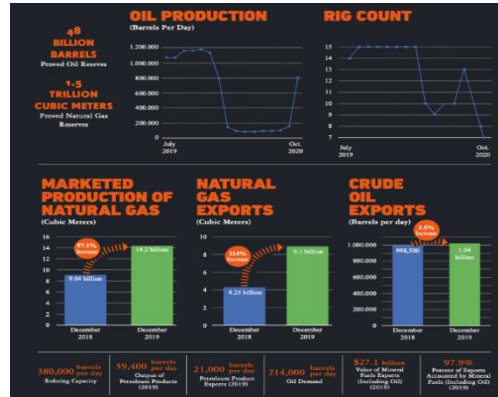 48
BILLION
BARRELS
Proved Oil Reseves
1.5
TRILLION
CUBIC METERS
Proved Natural Gas
Reserves
OIL PRODUCTION
(Barrels Per Day)
1.200.000
1.000.000
800.000
600.000
400.000
200.000
0
July
2019
Oct.
2020
RIG COUNT
15
14
13
12
11
10
9
8
7
July
2019
Oct.
2020
MARKETED
PRODUCTION OF
NATURAL GAS
(Cubic Meters)
16
14
12
10
8
6
4
2
0
57.1%
Increase
9.04 billion
14.2 billion
December
2018
December
2019
NATURAL
GAS
EXPORTS
(Cubic Meters)
10
8
6
4
2
0
114%
Increase
4.25 billion
9.1 billion
December
2018
December
2019
CRUDE
OIL
EXPORTS
(Barrels per day)
1,000.000
800.000
600.000
400.000
200.000
0
3.9%
Increase
998,500
1.04
billion
December
2018
December
2019
380,000 barrels
per day
Refining Capacity
59,400 barrels
per day
Output of
Petroleum Products
(2019)
21,000 barrels
per day
Petroleum Product
Exports (2019)
214,000 barrels
per day
Oil Demand
$27.1 billion
Value of Mineral
Fuels Exports
(Including Oil)
97.9%
Percent of Exports
Accounted by Mineral
Fuels (Including Oil)
(2019)